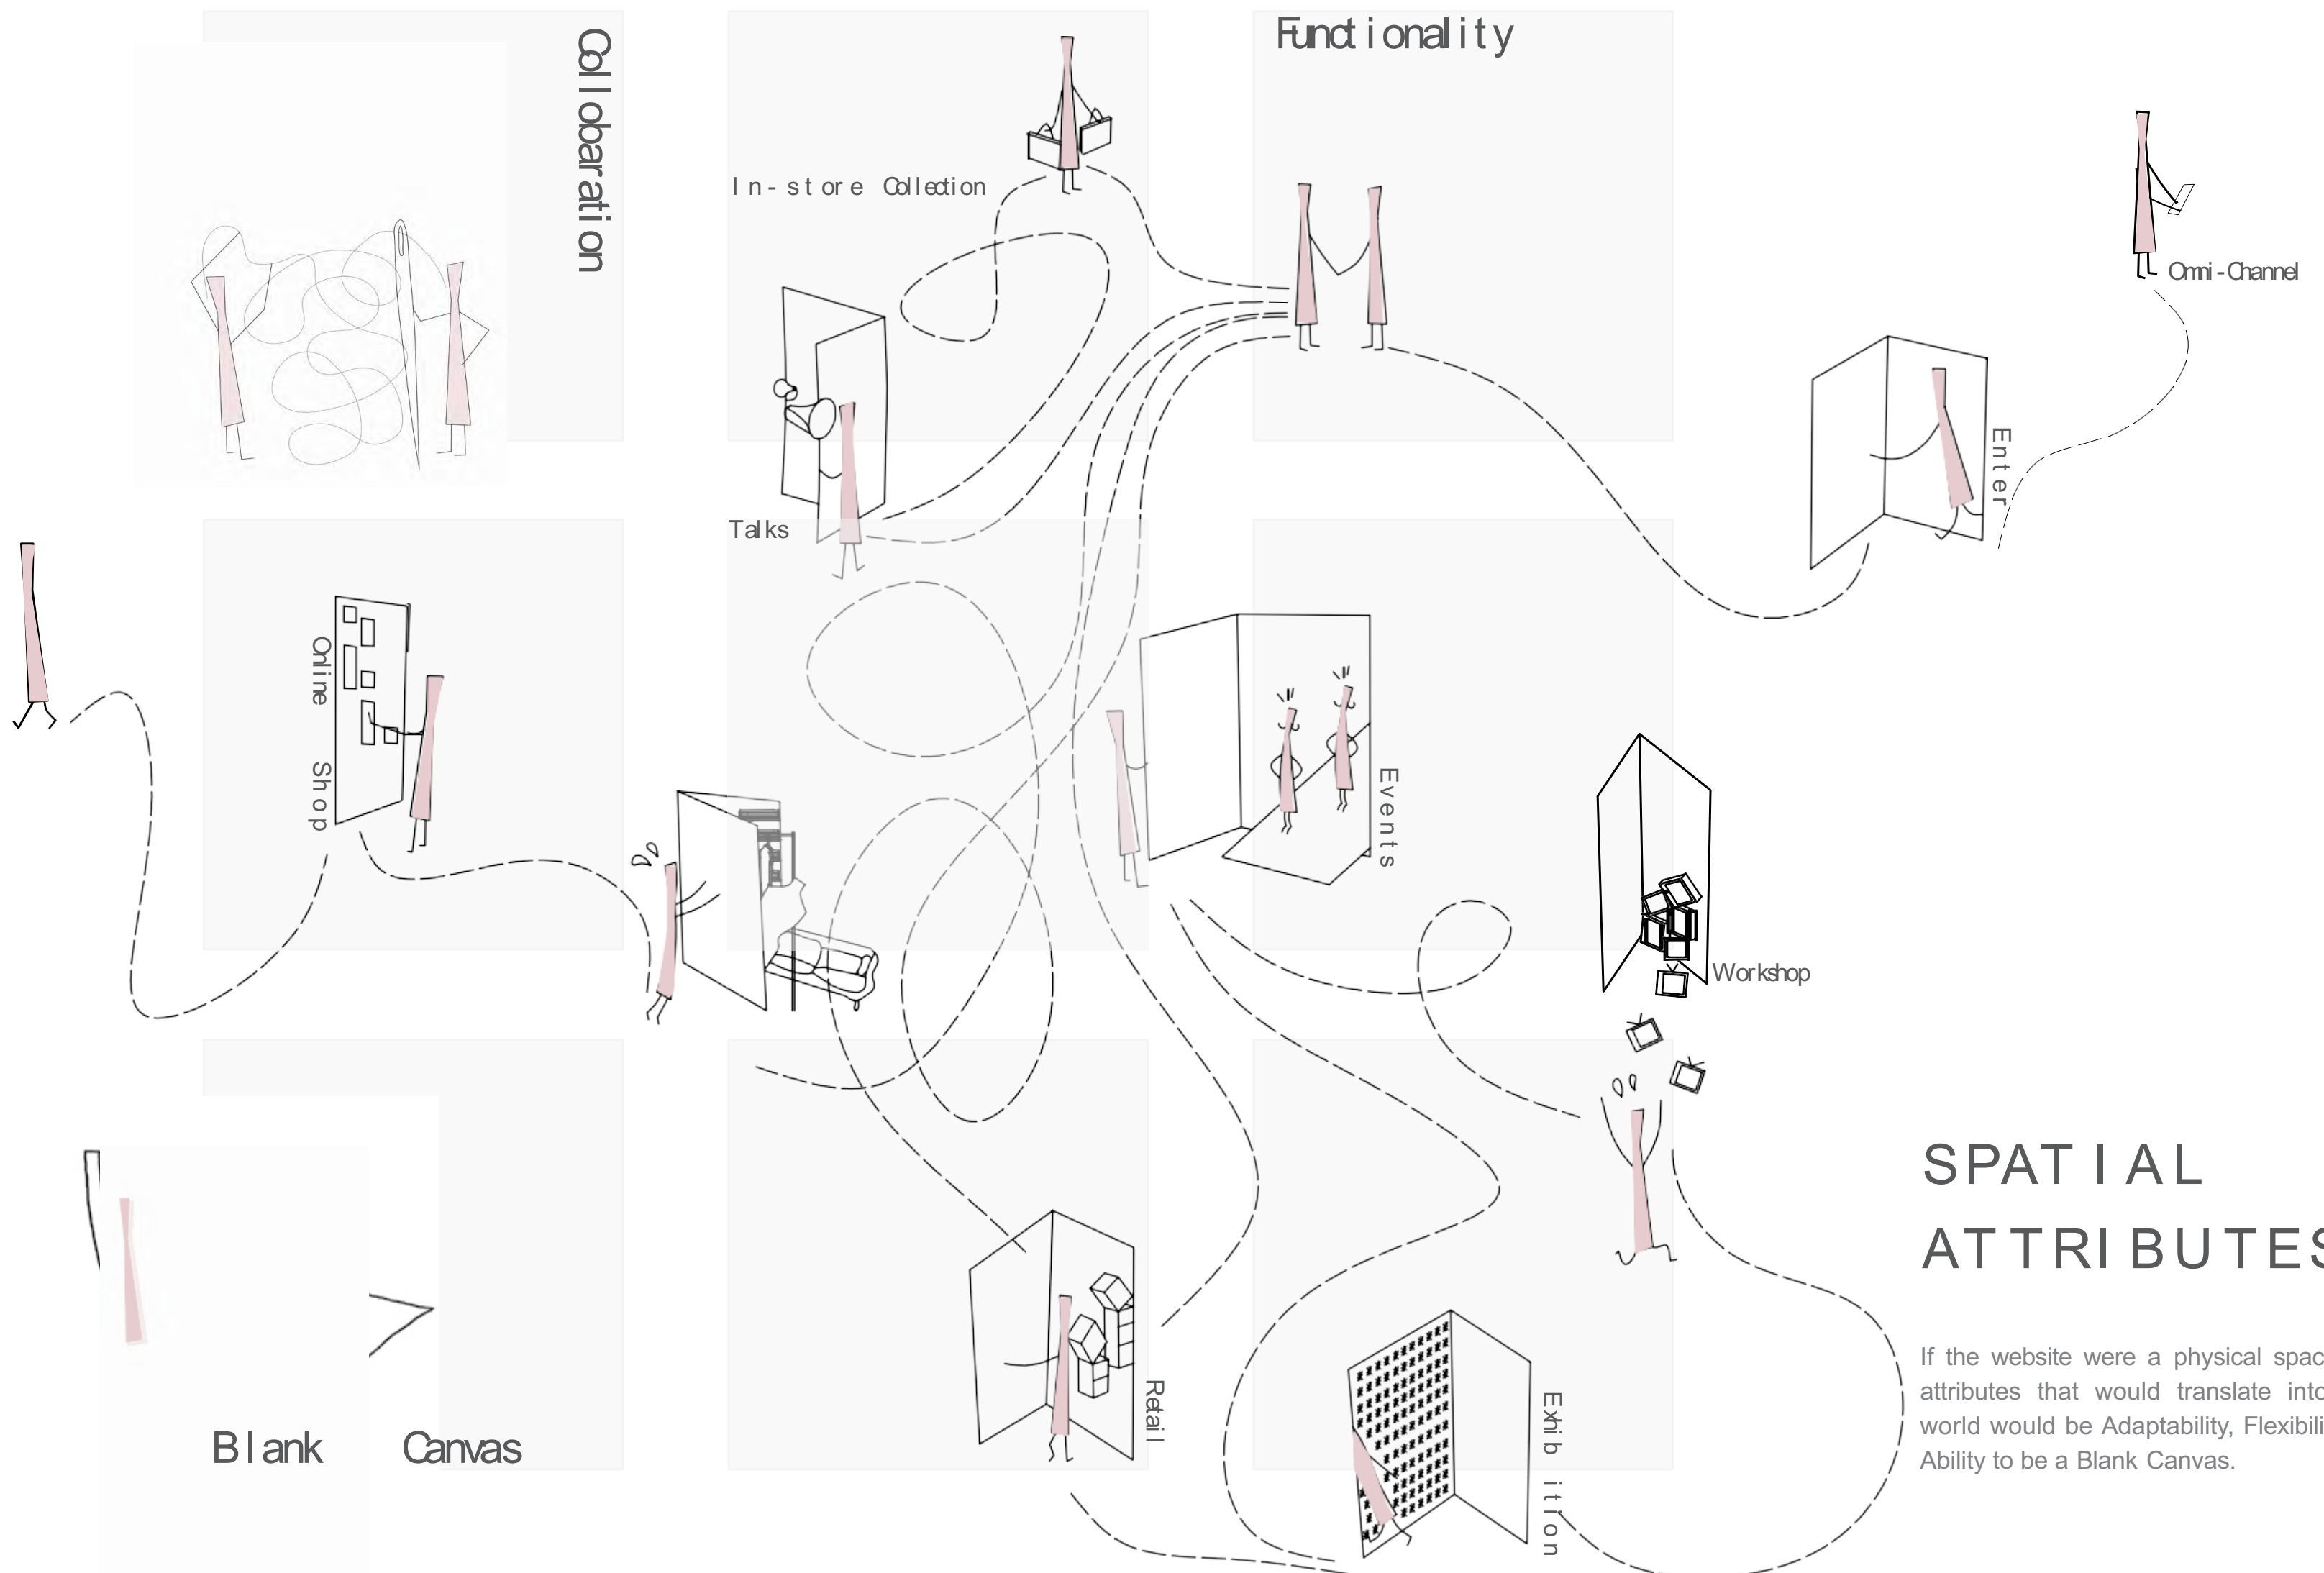 Collobaration
Functionality
In-store Collection
Omni-Channel
Enter
Talks
Online Shop
Events
Workshop
SPATIAL
ATTRIBUTES
If the website were a physical spac
attributes that would translate into
world would be Adaptability, Flexibili
Ability to be a Blank Canvas.
Retail
Exhibition
Blank Canvas